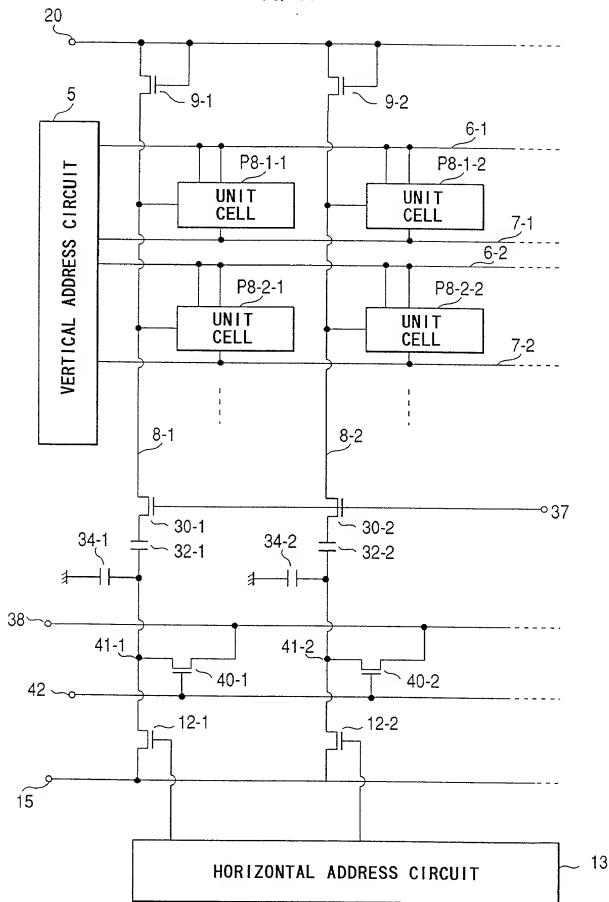 20
9-1
9-2
5
VERTICAL ADDRESS CIRCUIT
6-1
P8-1-1
P8-1-2
UNIT
CELL
UNIT
CELL
7-1
6-2
P8-2-1
P8-2-2
UNIT
CELL
UNIT
CELL
7-2
8-1
8-2
37
30-1
30-2
34-1
32-1
34-2
32-2
38
41-1
40-1
41-2
40-2
42
12-1
12-2
15
HORIZONTAL ADDRESS CIRCUIT
13